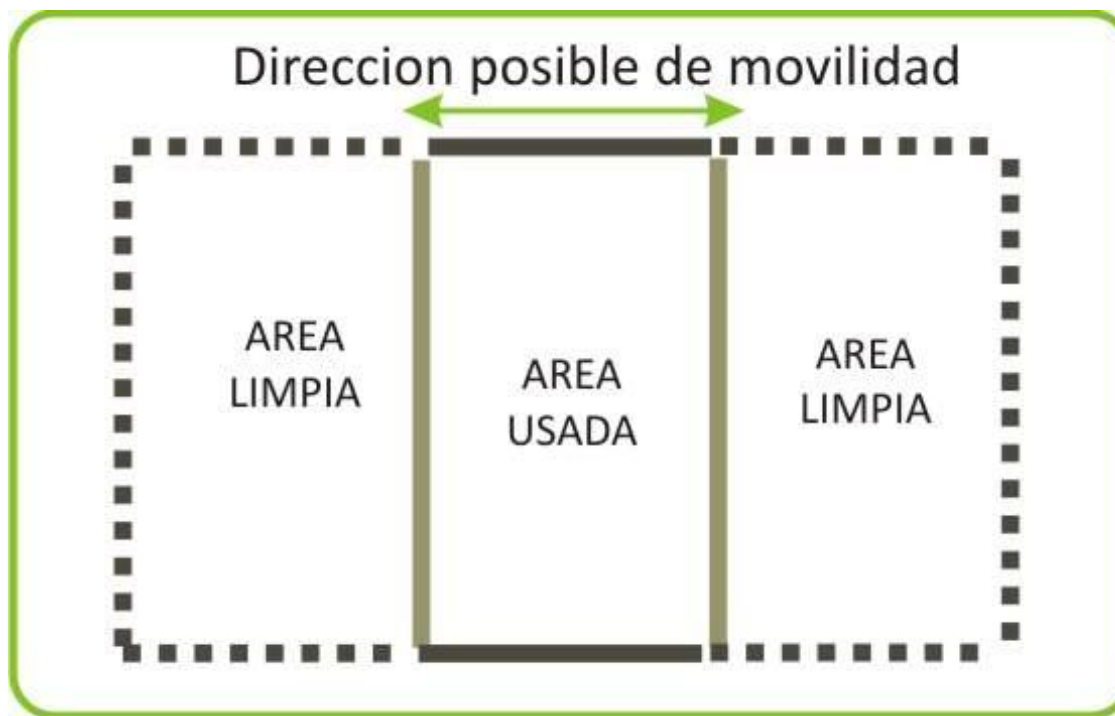 Direccion posible de movilidad
AREA
LIMPIA
AREA
USADA
AREA
LIMPIA